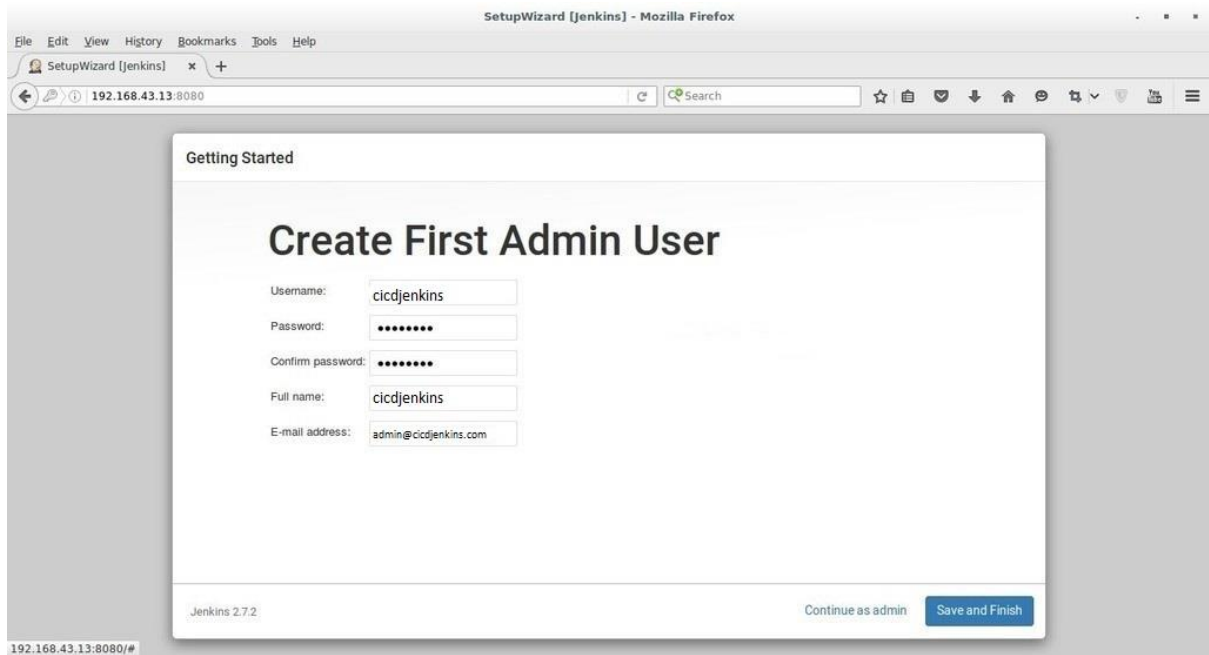 SetupWizard [Jenkins] - Mozilla Firefox
File Edit View History Bookmarks Tools Help
SetupWizard [Jenkins]
192.168.43.13:8080
Search
You
Getting Started
Create First Admin User
Username: cicdjenkins
Password: ••••••••
Confirm password: ••••••••
Full name: cicdjenkins
E-mail address: admin@cicdjenkins.com
Jenkins 2.7.2
Continue as admin
Save and Finish
192.168.43.13:8080/#